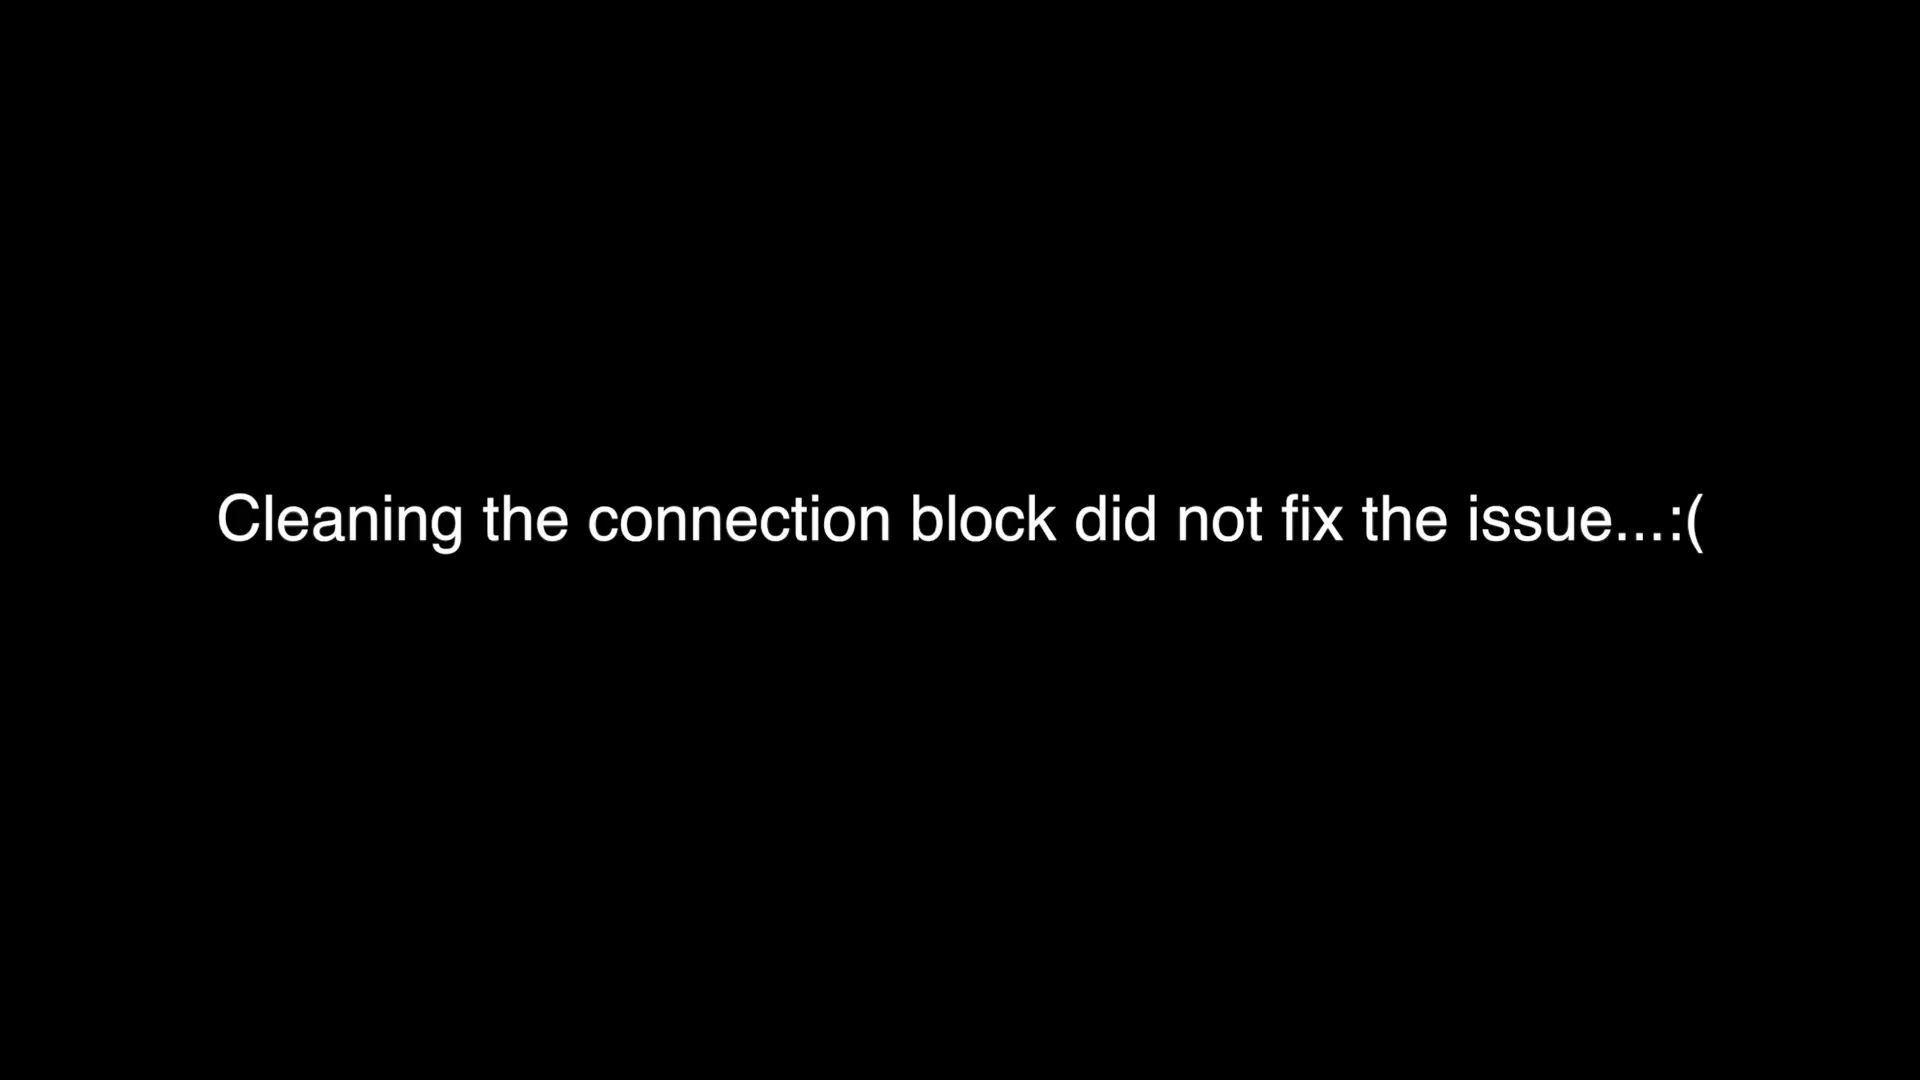 Cleaning the connection block did not fix the issue...:(